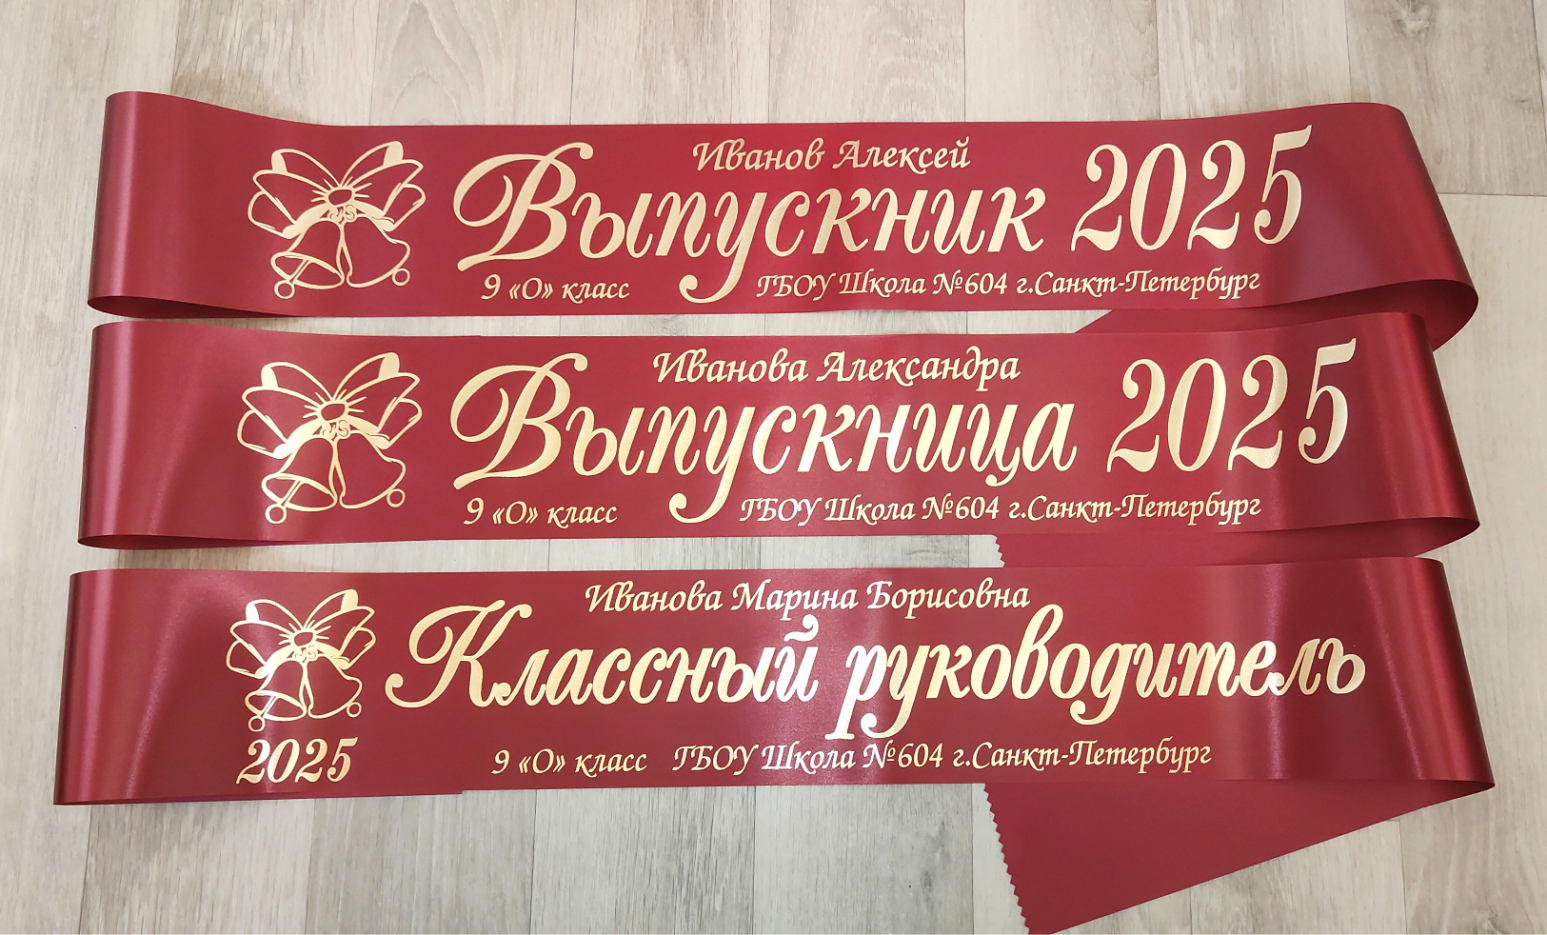 Иванов Алексей
Выпускник 2025
9 «О» класс ГБОУ Школа №604 г.Санкт-Петербург
Иванова Александра
Выпускница 2025
9 «О» класс ГБОУ Школа №604 г.Санкт-Петербург
Иванова Марина Борисовна
Классный руководитель
2025
9 «О» класс ГБОУ Школа №604 г.Санкт-Петербург